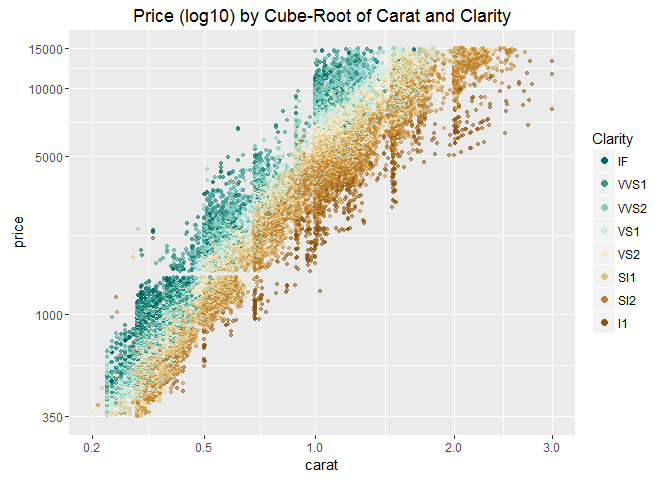 Price (log10) by Cube-Root of Carat and Clarity
15000
10000
5000
1000
350
price
0.2 0.5 1.0 2.0 3.0
carat
Clarity
IF
VVS1
VVS2
VS1
VS2
SI1
SI2
I1